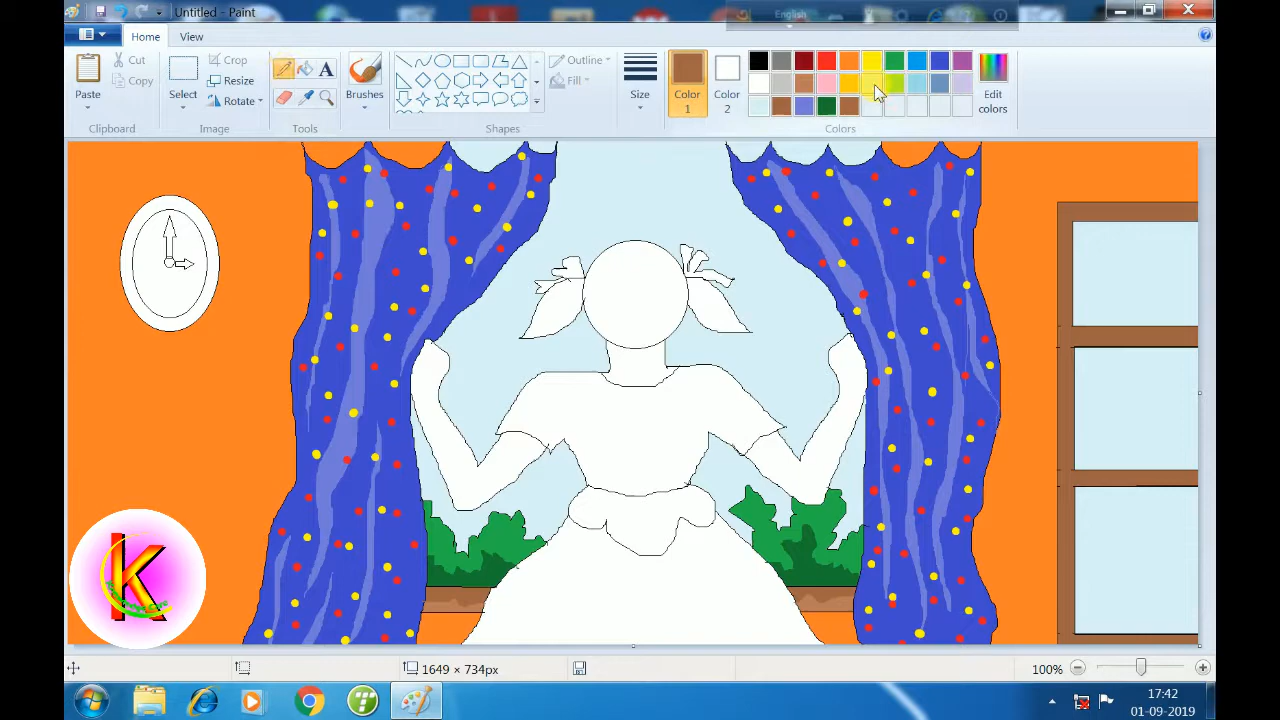 Untitled - Paint
English
Home
View
Paste
Cut
Copy
Clipboard
Select
Crop
Resize
Rotate
Image
A
Tools
Brushes
Shapes
Outline
Fill
Size
Color
1
Color
2
Edit
colors
Colors
K
1649 × 734px
100%
17:42
01-09-2019